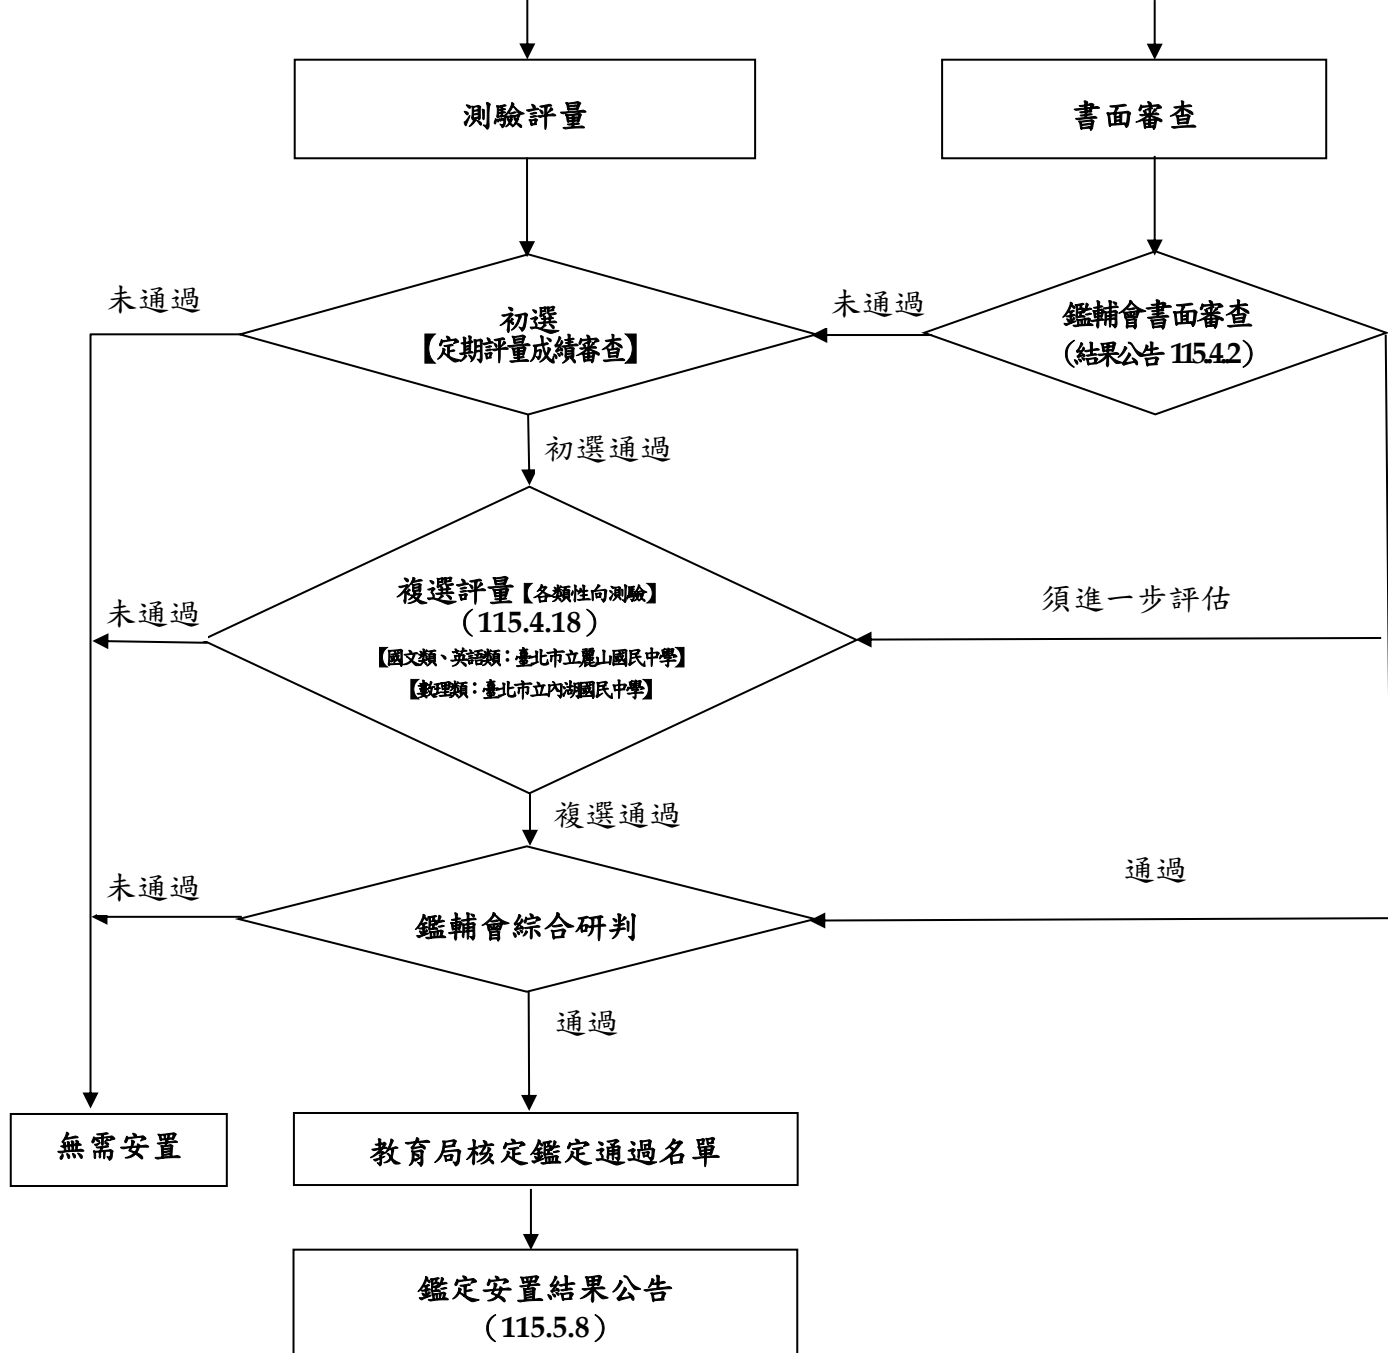 測驗評量
書面審查
未通過
初選
【定期評量成績審查】
未通過
鑑輔會書面審查
（結果公告 115.4.2）
初選通過
未通過
複選評量【各類性向測驗】
（115.4.18）
【國文類、英語類：臺北市立麗山國民中學】
【數理類：臺北市立內湖國民中學】
須進一步評估
複選通過
未通過
鑑輔會綜合研判
通過
通過
無需安置
教育局核定鑑定通過名單
鑑定安置結果公告
（115.5.8）